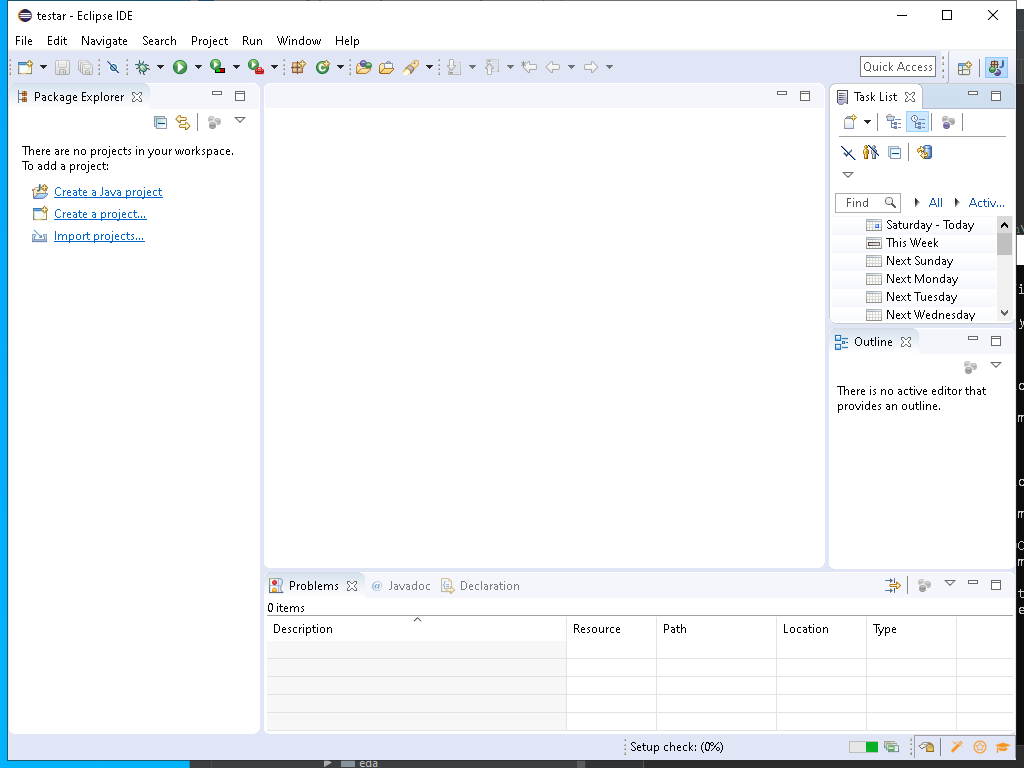 testar - Eclipse IDE
File Edit Navigate Search Project Run Window Help
Quick Access
Package Explorer
There are no projects in your workspace.
To add a project:
Create a Java project
Create a project...
Import projects...
Task List
Find All Activ...
Saturday - Today
This Week
Next Sunday
Next Monday
Next Tuesday
Next Wednesday
Outline
There is no active editor that
provides an outline.
Problems @ Javadoc Declaration
0 items
Description Resource Path Location Type
Setup check: (0%)
eda